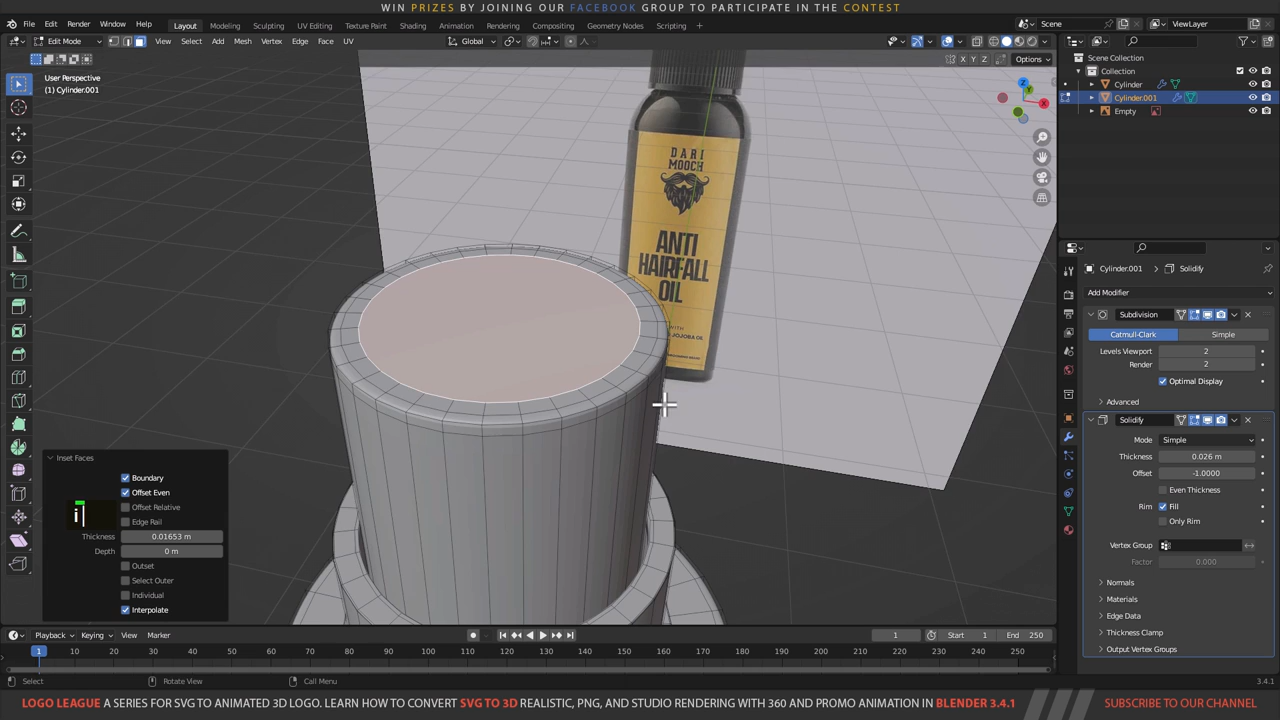 WIN PRIZES BY JOINING OUR FACEBOOK GROUP TO PARTICIPATE IN THE CONTEST
File Edit Render Window Help Layout Modeling Sculpting UV Editing Texture Paint Shading Animation Rendering Compositing Geometry Nodes Scripting + Scene ViewLayer
Edit Mode View Select Add Mesh Vertex Edge Face UV Global
X Y Z Options
User Perspective
(1) Cylinder.001
Scene Collection
Collection
Cylinder
Cylinder.001
Empty
Z
Y
X
DARI
MOOCH
ANTI
HAIRFALL
OIL
WITH
JOJOBA OIL
Cylinder.001 > Solidify
Add Modifier
Subdivision
Catmull-Clark Simple
Levels Viewport 2
Render 2
Optimal Display
Advanced
Solidify
Mode Simple
Thickness 0.026 m
Offset -1.0000
Even Thickness
Rim Fill
Only Rim
Vertex Group
Factor 0.000
Normals
Materials
Edge Data
Thickness Clamp
Output Vertex Groups
Inset Faces
Boundary
Offset Even
Offset Relative
i
Edge Rail
Thickness 0.01653 m
Depth 0 m
Outset
Select Outer
Individual
Interpolate
Playback Keying View Marker 1 Start 1 End 250
1 10 20 30 40 50 60 70 80 90 100 110 120 130 140 150 160 170 180 190 200 210 220 230 240 250
Select Rotate View Call Menu 3.4.1
LOGO LEAGUE A SERIES FOR SVG TO ANIMATED 3D LOGO. LEARN HOW TO CONVERT SVG TO 3D REALISTIC, PNG, AND STUDIO RENDERING WITH 360 AND PROMO ANIMATION IN BLENDER 3.4.1 SUBSCRIBE TO OUR CHANNEL